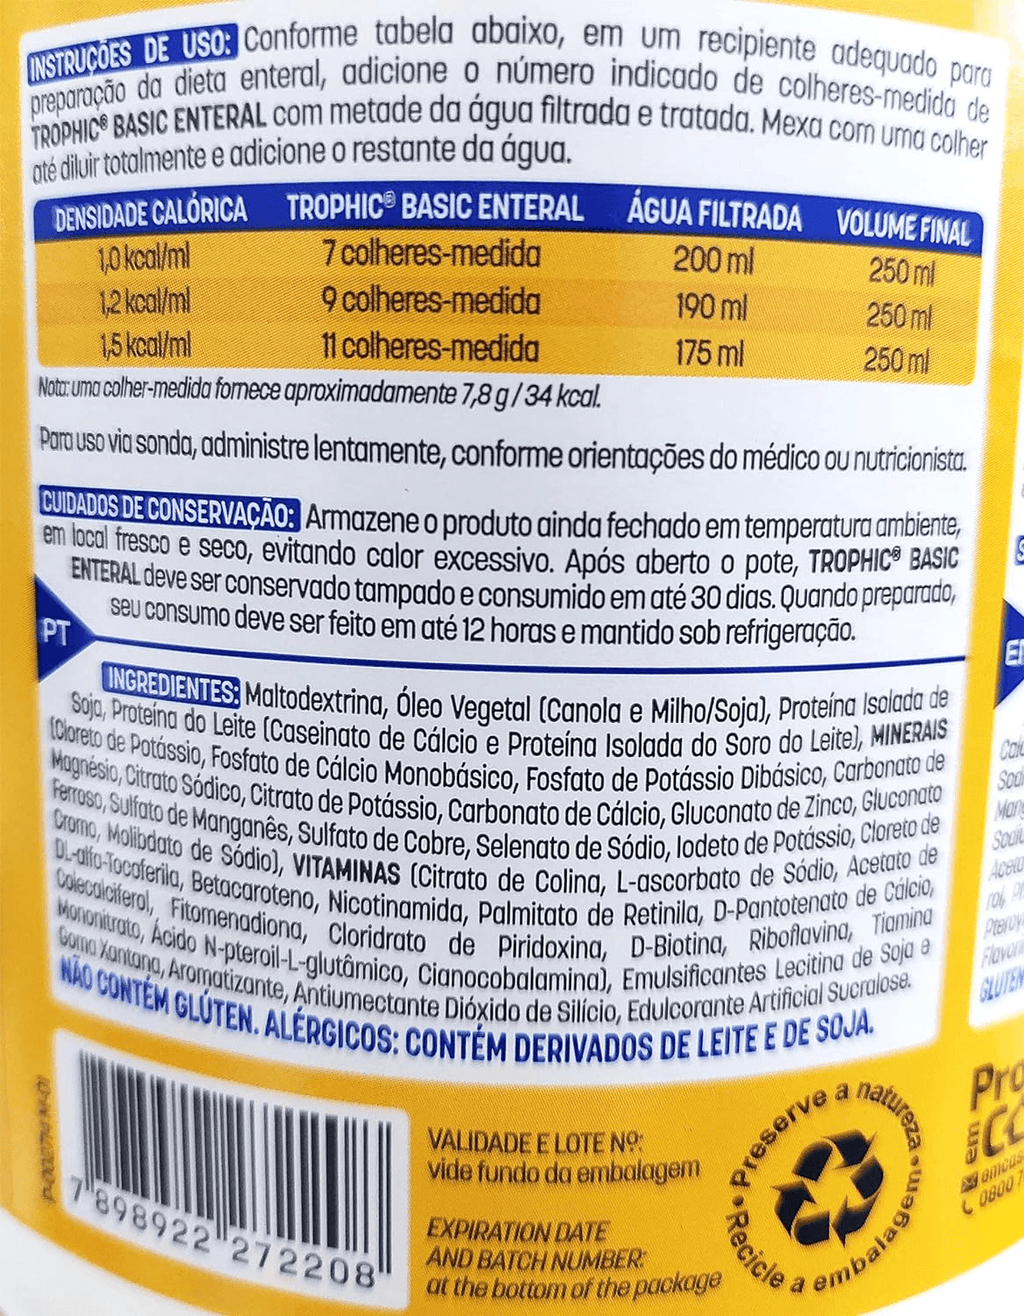 INSTRUÇÕES DE USO: Conforme tabela abaixo, em um recipiente adequado para
preparação da dieta enteral, adicione o número indicado de colheres-medida de
TROPHIC® BASIC ENTERAL com metade da água filtrada e tratada. Mexa com uma colher
até diluir totalmente e adicione o restante da água.
DENSIDADE CALÓRICA TROPHIC® BASIC ENTERAL ÁGUA FILTRADA VOLUME FINAL
1,0 kcal/ml 7 colheres-medida 200 ml 250 ml
1,2 kcal/ml 9 colheres-medida 190 ml 250 ml
1,5 kcal/ml 11 colheres-medida 175 ml 250 ml
Nota: uma colher-medida fornece aproximadamente 7,8 g / 34 kcal.
Para uso via sonda, administre lentamente, conforme orientações do médico ou nutricionista.
CUIDADOS DE CONSERVAÇÃO: Armazene o produto ainda fechado em temperatura ambiente,
em local fresco e seco, evitando calor excessivo. Após aberto o pote, TROPHIC® BASIC
ENTERAL deve ser conservado tampado e consumido em até 30 dias. Quando preparado,
seu consumo deve ser feito em até 12 horas e mantido sob refrigeração.
PT
INGREDIENTES: Maltodextrina, Óleo Vegetal (Canola e Milho/Soja), Proteína Isolada de
Soja, Proteína do Leite (Caseinato de Cálcio e Proteína Isolada do Soro do Leite), MINERAIS
(Cloreto de Potássio, Fosfato de Cálcio Monobásico, Fosfato de Potássio Dibásico, Carbonato de
Magnésio, Citrato Sódico, Citrato de Potássio, Carbonato de Cálcio, Gluconato de Zinco, Gluconato
Ferroso, Sulfato de Manganês, Sulfato de Cobre, Selenato de Sódio, Iodeto de Potássio, Cloreto de
Cromo, Molibdato de Sódio), VITAMINAS (Citrato de Colina, L-ascorbato de Sódio, Acetato de
DL-alfa-Tocoferila, Betacaroteno, Nicotinamida, Palmitato de Retinila, D-Pantotenato de Cálcio,
Colecalciferol, Fitomenadiona, Cloridrato de Piridoxina, D-Biotina, Riboflavina, Tiamina
Mononitrato, Ácido N-pteroil-L-glutâmico, Cianocobalamina), Emulsificantes Lecitina de Soja e
Goma Xantana, Aromatizante, Antiumectante Dióxido de Silício, Edulcorante Artificial Sucralose.
NÃO CONTÉM GLÚTEN. ALÉRGICOS: CONTÉM DERIVADOS DE LEITE E DE SOJA.
7 898922 272208
VALIDADE E LOTE Nº:
vide fundo da embalagem
EXPIRATION DATE
AND BATCH NUMBER:
at the bottom of the package
Preserve a natureza
Recicle a embalagem
Pro
em
0800 7
GLUTEN